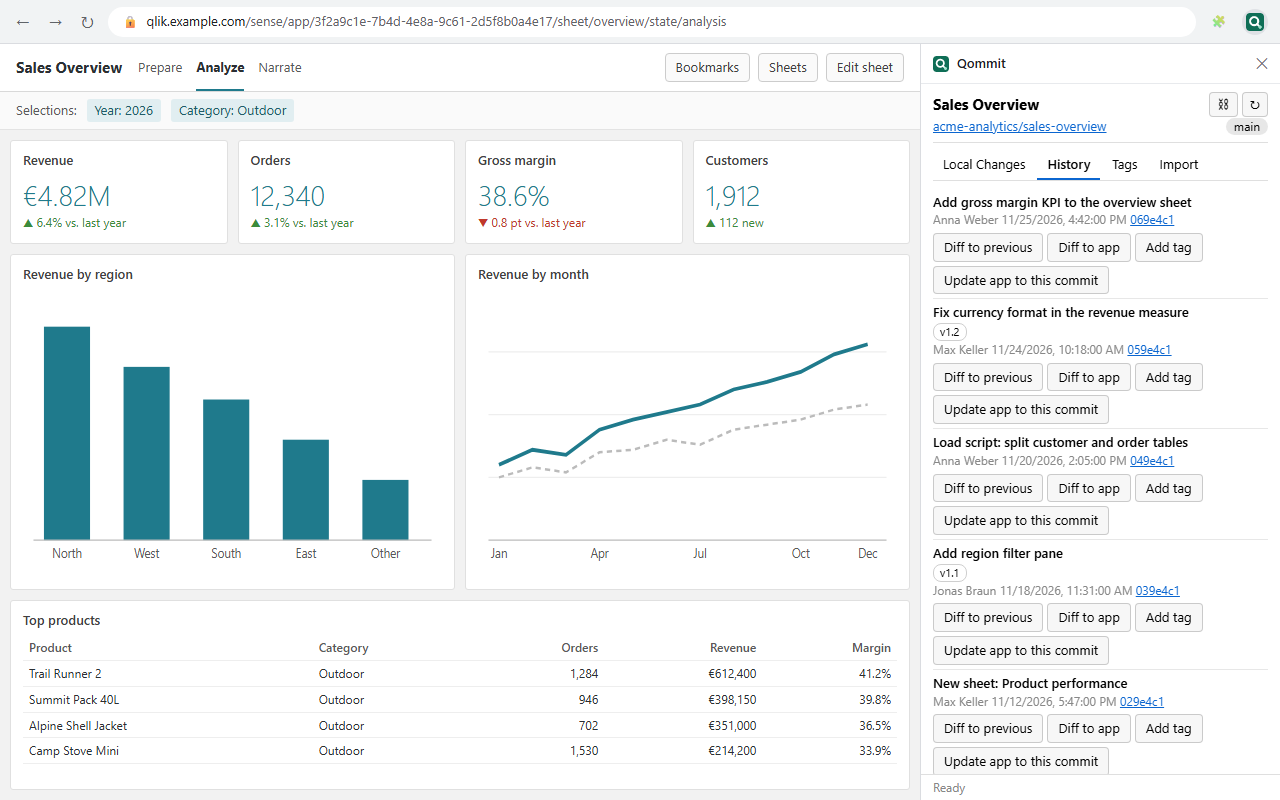 qlik.example.com/sense/app/3f2a9c1e-7b4d-4e8a-9c61-2d5f8b0a4e17/sheet/overview/state/analysis
Sales Overview Prepare Analyze Narrate Bookmarks Sheets Edit sheet
Selections: Year: 2026 Category: Outdoor
Revenue
€4.82M
▲ 6.4% vs. last year
Orders
12,340
▲ 3.1% vs. last year
Gross margin
38.6%
▼ 0.8 pt vs. last year
Customers
1,912
▲ 112 new
Revenue by region
North West South East Other
Revenue by month
Jan Apr Jul Oct Dec
Top products
Product Category Orders Revenue Margin
Trail Runner 2 Outdoor 1,284 €612,400 41.2%
Summit Pack 40L Outdoor 946 €398,150 39.8%
Alpine Shell Jacket Outdoor 702 €351,000 36.5%
Camp Stove Mini Outdoor 1,530 €214,200 33.9%
Qommit
Sales Overview
acme-analytics/sales-overview main
Local Changes History Tags Import
Add gross margin KPI to the overview sheet
Anna Weber 11/25/2026, 4:42:00 PM 069e4c1
Diff to previous Diff to app Add tag
Update app to this commit
Fix currency format in the revenue measure
v1.2
Max Keller 11/24/2026, 10:18:00 AM 059e4c1
Diff to previous Diff to app Add tag
Update app to this commit
Load script: split customer and order tables
Anna Weber 11/20/2026, 2:05:00 PM 049e4c1
Diff to previous Diff to app Add tag
Update app to this commit
Add region filter pane
v1.1
Jonas Braun 11/18/2026, 11:31:00 AM 039e4c1
Diff to previous Diff to app Add tag
Update app to this commit
New sheet: Product performance
Max Keller 11/12/2026, 5:47:00 PM 029e4c1
Diff to previous Diff to app Add tag
Update app to this commit
Ready